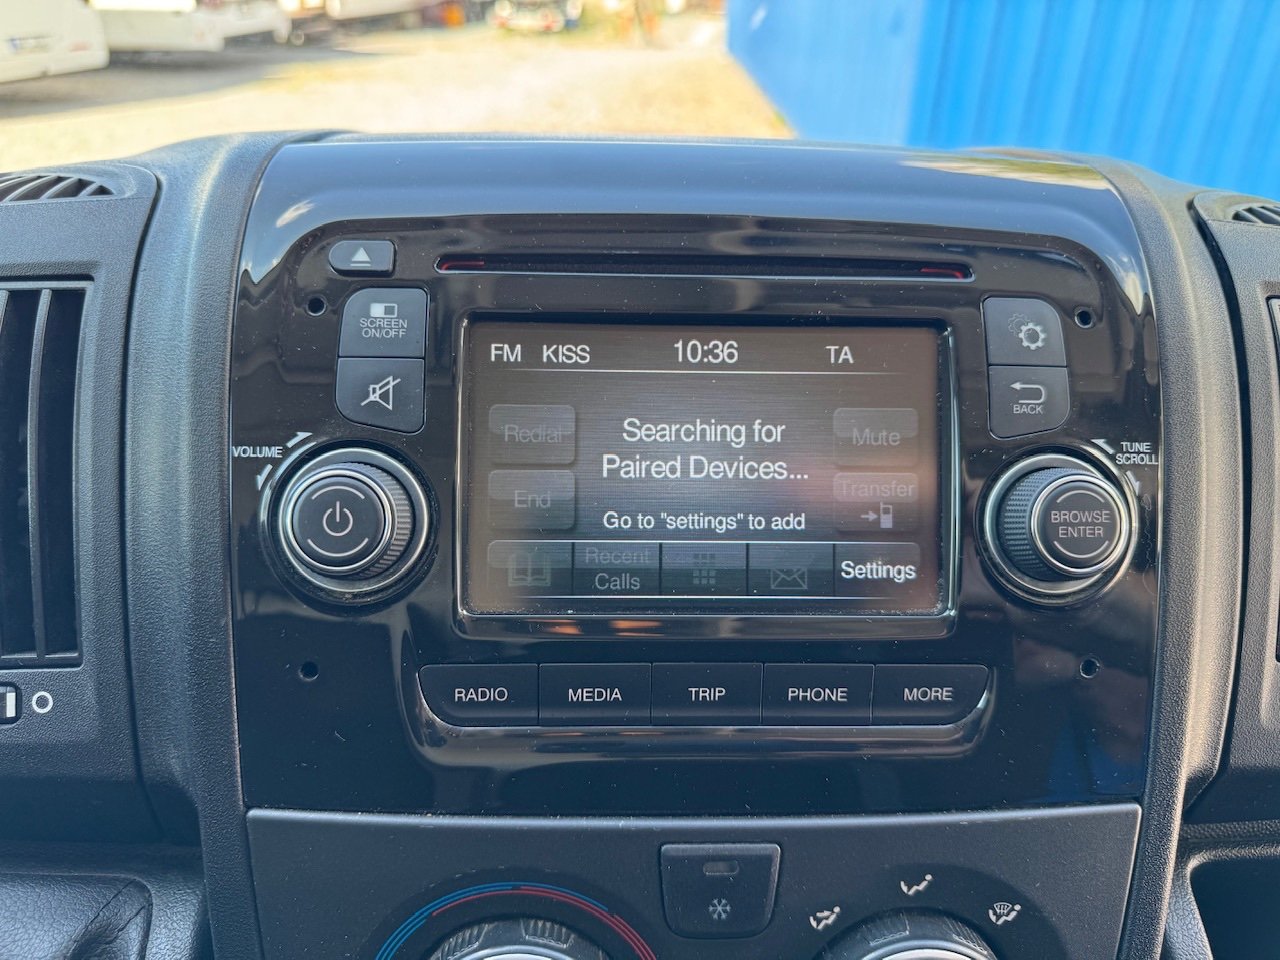 SCREEN
ON/OFF
FM KISS 10:36 TA
Redial
Searching for
Paired Devices...
Mute
End
Transfer
Go to "settings" to add
Recent
Calls
Settings
BACK
VOLUME
TUNE
SCROLL
BROWSE
ENTER
RADIO
MEDIA
TRIP
PHONE
MORE